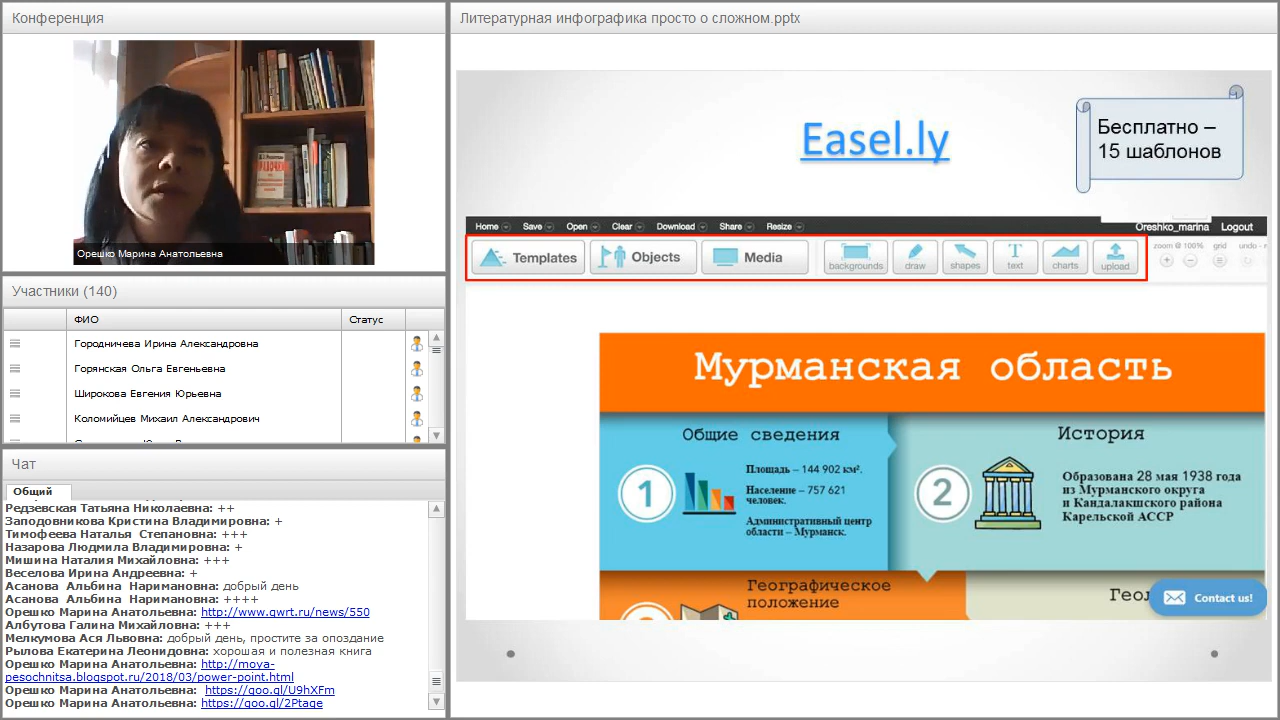 Конференция
Орешко Марина Анатольевна
Участники (140)
ФИО
Статус
Городничева Ирина Александровна
Горянская Ольга Евгеньевна
Широкова Евгения Юрьевна
Коломийцев Михаил Александрович
Чат
Общий
Редзевская Татьяна Николаевна: ++
Заподовникова Кристина Владимировна: +
Тимофеева Наталья Степановна: +++
Назарова Людмила Владимировна: +
Мишина Наталия Михайловна: +++
Веселова Ирина Андреевна: +
Асанова Альбина Наримановна: добрый день
Асанова Альбина Наримановна: ++++
Орешко Марина Анатольевна: http://www.qwrt.ru/news/550
Албутова Галина Михайловна: +++
Мелкумова Ася Львовна: добрый день, простите за опоздание
Рылова Екатерина Леонидовна: хорошая и полезная книга
Орешко Марина Анатольевна: http://moya-
pesochnitsa.blogspot.ru/2018/03/power-point.html
Орешко Марина Анатольевна: https://goo.gl/U9hXFm
Орешко Марина Анатольевна: https://goo.gl/2Ptage
Литературная инфографика просто о сложном.pptx
Easel.ly
Бесплатно –
15 шаблонов
Home Save Open Clear Download Share Resize
Oreshko_marina Logout
Templates Objects Media backgrounds draw shapes text charts upload
zoom @ 100% grid undo -
Мурманская область
Общие сведения
1
Площадь – 144 902 км².
Население – 757 621
человек.
Административный центр
области – Мурманск.
История
2
Образована 28 мая 1938 года
из Мурманского округа
и Кандалакшского района
Карельской АССР
Географическое
положение
Contact us!